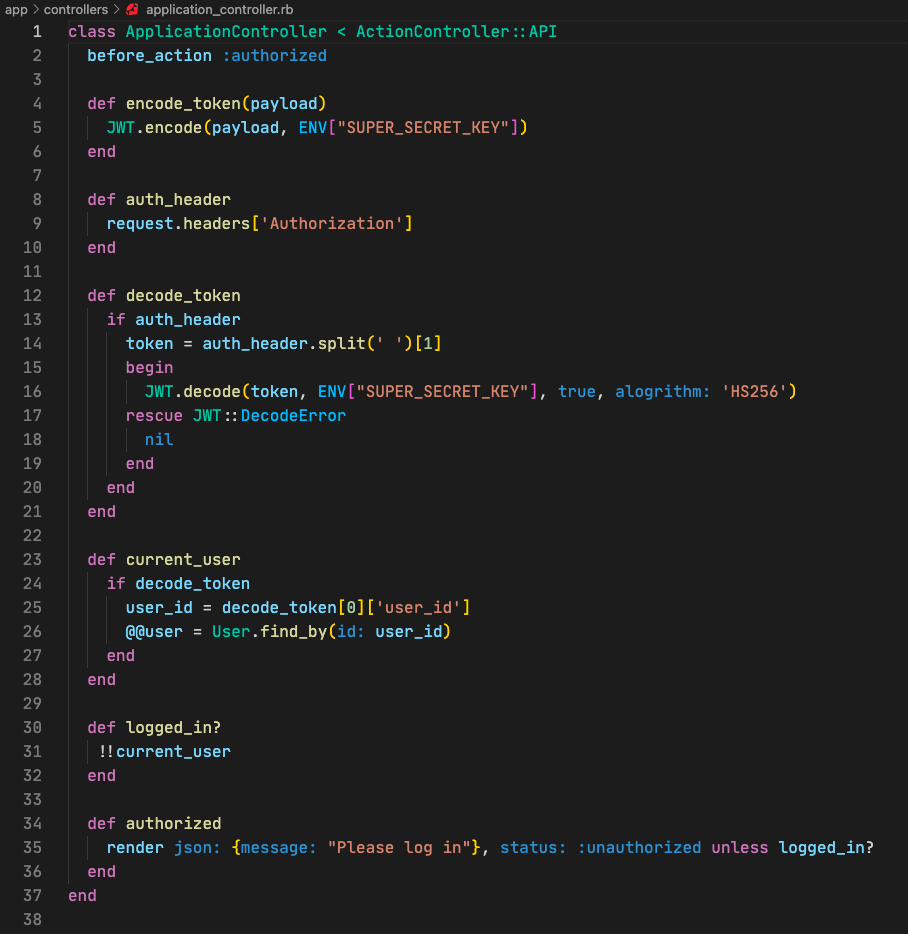 app > controllers > application_controller.rb
1 class ApplicationController < ActionController::API
2   before_action :authorized
3
4   def encode_token(payload)
5     JWT.encode(payload, ENV["SUPER_SECRET_KEY"])
6   end
7
8   def auth_header
9     request.headers['Authorization']
10   end
11
12   def decode_token
13     if auth_header
14       token = auth_header.split(' ')[1]
15       begin
16         JWT.decode(token, ENV["SUPER_SECRET_KEY"], true, alogrithm: 'HS256')
17       rescue JWT::DecodeError
18         nil
19       end
20     end
21   end
22
23   def current_user
24     if decode_token
25       user_id = decode_token[0]['user_id']
26       @@user = User.find_by(id: user_id)
27     end
28   end
29
30   def logged_in?
31    !!current_user
32   end
33
34   def authorized
35     render json: {message: "Please log in"}, status: :unauthorized unless logged_in?
36   end
37 end
38